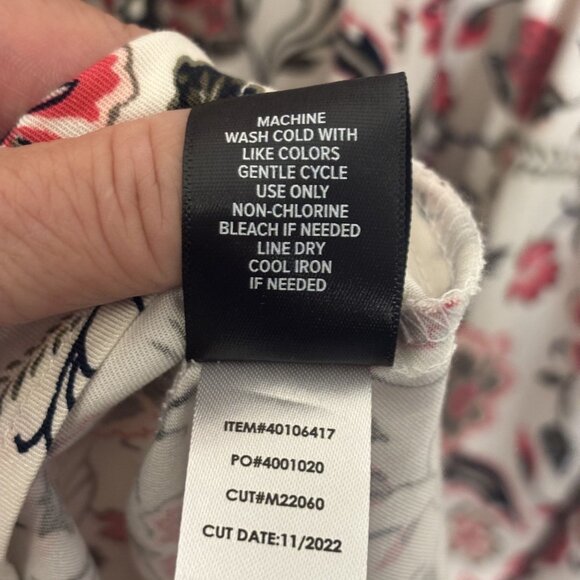 MACHINE
WASH COLD WITH
LIKE COLORS
GENTLE CYCLE
USE ONLY
NON-CHLORINE
BLEACH IF NEEDED
LINE DRY
COOL IRON
IF NEEDED
ITEM#40106417
PO#4001020
CUT#M22060
CUT DATE:11/2022